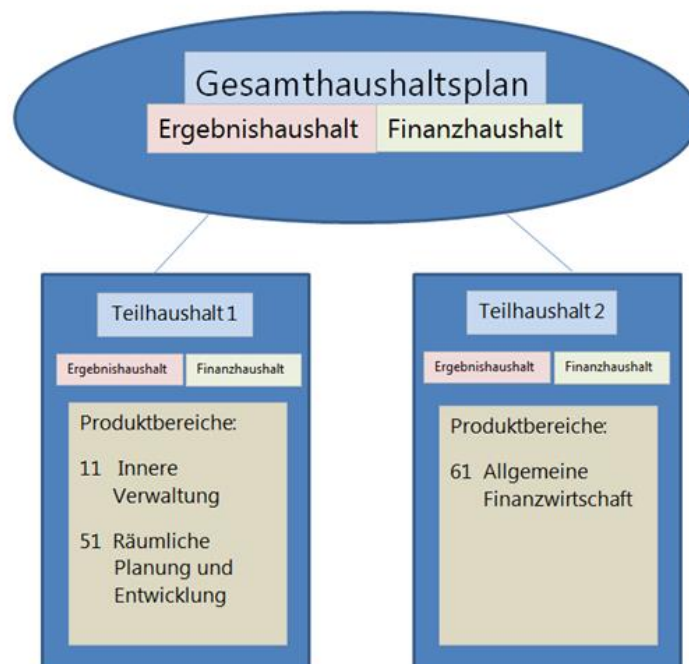 Gesamthaushaltsplan
Ergebnishaushalt Finanzhaushalt
Teilhaushalt 1
Ergebnishaushalt Finanzhaushalt
Produktbereiche:
11 Innere
Verwaltung
51 Räumliche
Planung und
Entwicklung
Teilhaushalt 2
Ergebnishaushalt Finanzhaushalt
Produktbereiche:
61 Allgemeine
Finanzwirtschaft